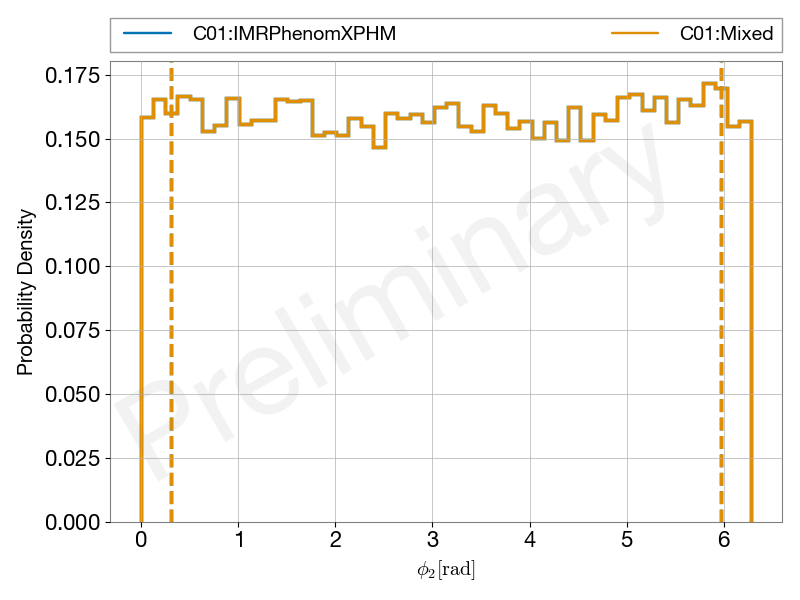 C01:IMRPhenomXPHM C01:Mixed
0.175
0.150
0.125
0.100
0.075
0.050
0.025
0.000
Probability Density
Preliminary
0 1 2 3 4 5 6
ϕ₂[rad]